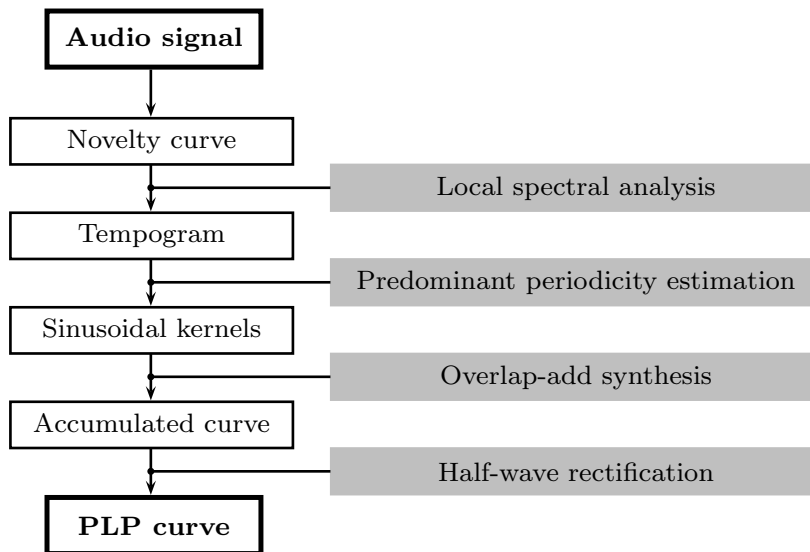 Audio signal
Novelty curve
Local spectral analysis
Tempogram
Predominant periodicity estimation
Sinusoidal kernels
Overlap-add synthesis
Accumulated curve
Half-wave rectification
PLP curve